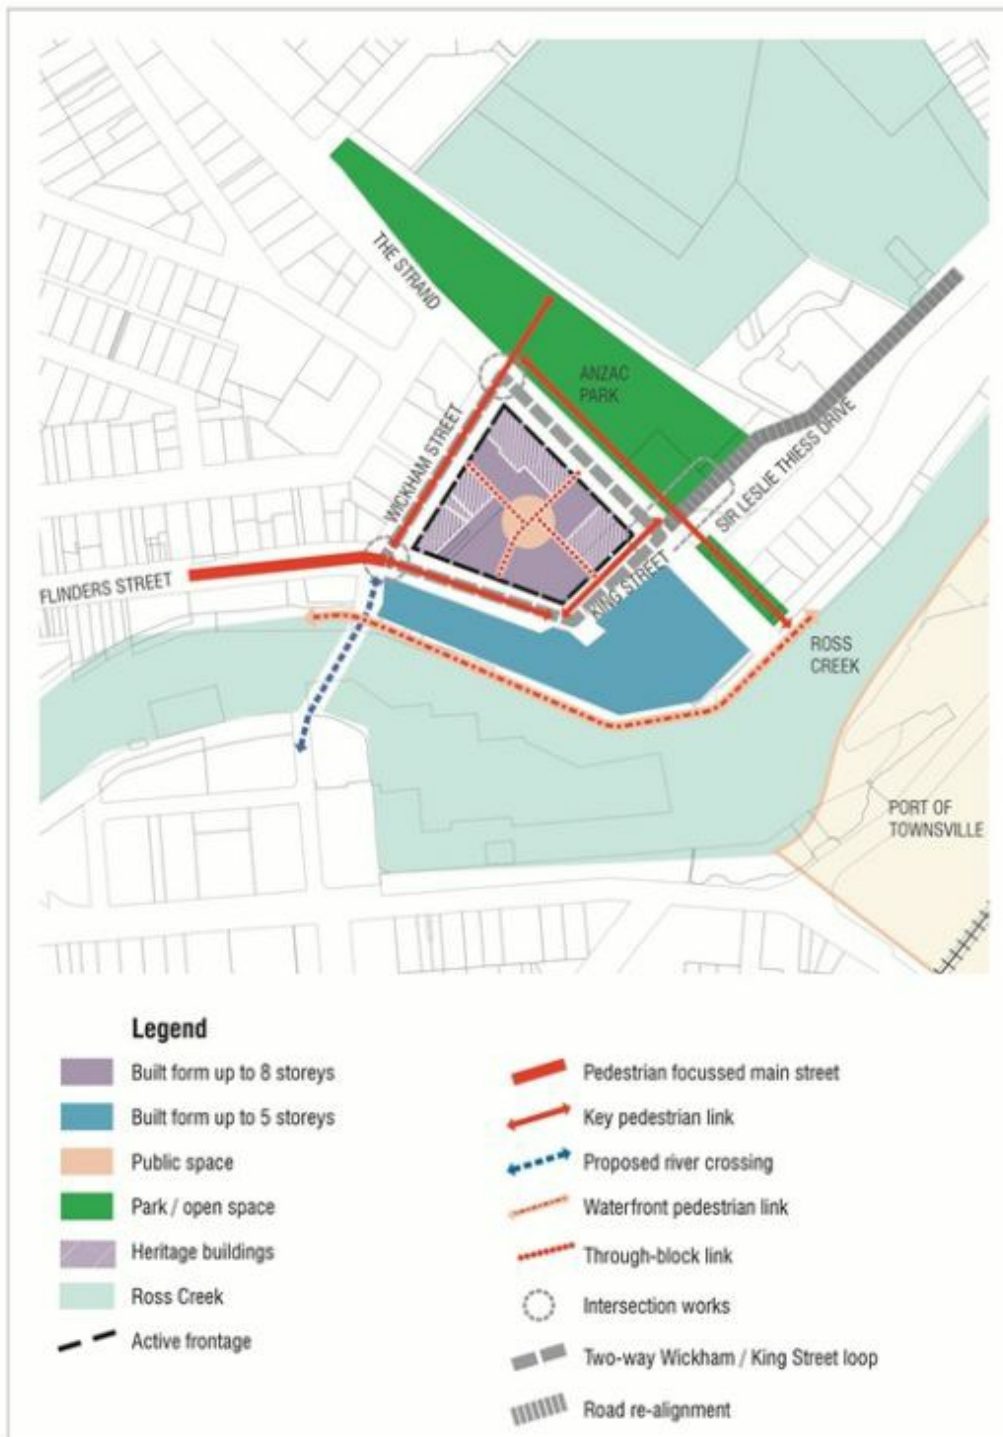 THE STRAND
ANZAC
PARK
WICKHAM STREET
SIR LESLIE THIESS DRIVE
FLINDERS STREET
KING STREET
ROSS
CREEK
PORT OF
TOWNSVILLE
Legend
Built form up to 8 storeys
Built form up to 5 storeys
Public space
Park / open space
Heritage buildings
Ross Creek
Active frontage
Pedestrian focussed main street
Key pedestrian link
Proposed river crossing
Waterfront pedestrian link
Through-block link
Intersection works
Two-way Wickham / King Street loop
Road re-alignment